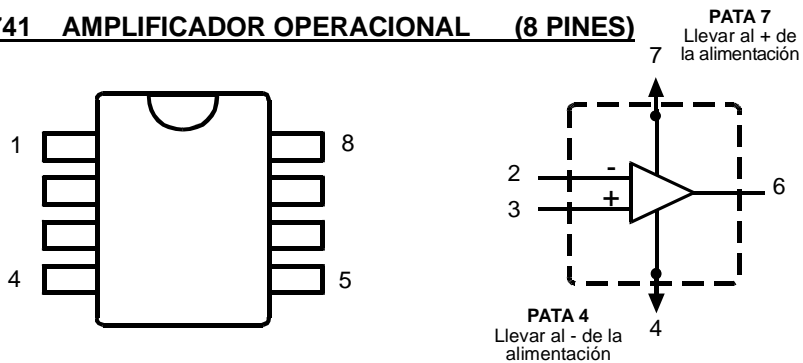 741 AMPLIFICADOR OPERACIONAL (8 PINES)
PATA 7
Llevar al + de
la alimentación
7
1
8
2
-
3
+
6
4
5
PATA 4
Llevar al - de la
alimentación
4